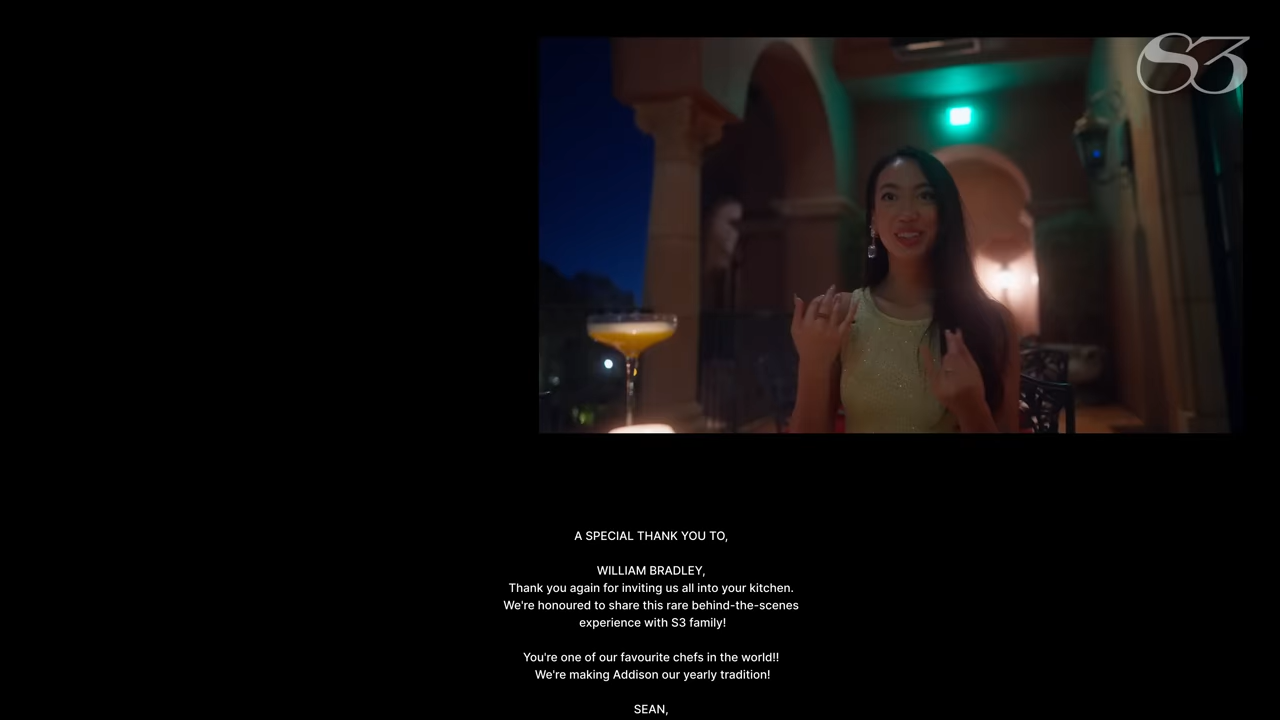 S3
A SPECIAL THANK YOU TO,
WILLIAM BRADLEY,
Thank you again for inviting us all into your kitchen.
We're honoured to share this rare behind-the-scenes
experience with S3 family!
You're one of our favourite chefs in the world!!
We're making Addison our yearly tradition!
SEAN,